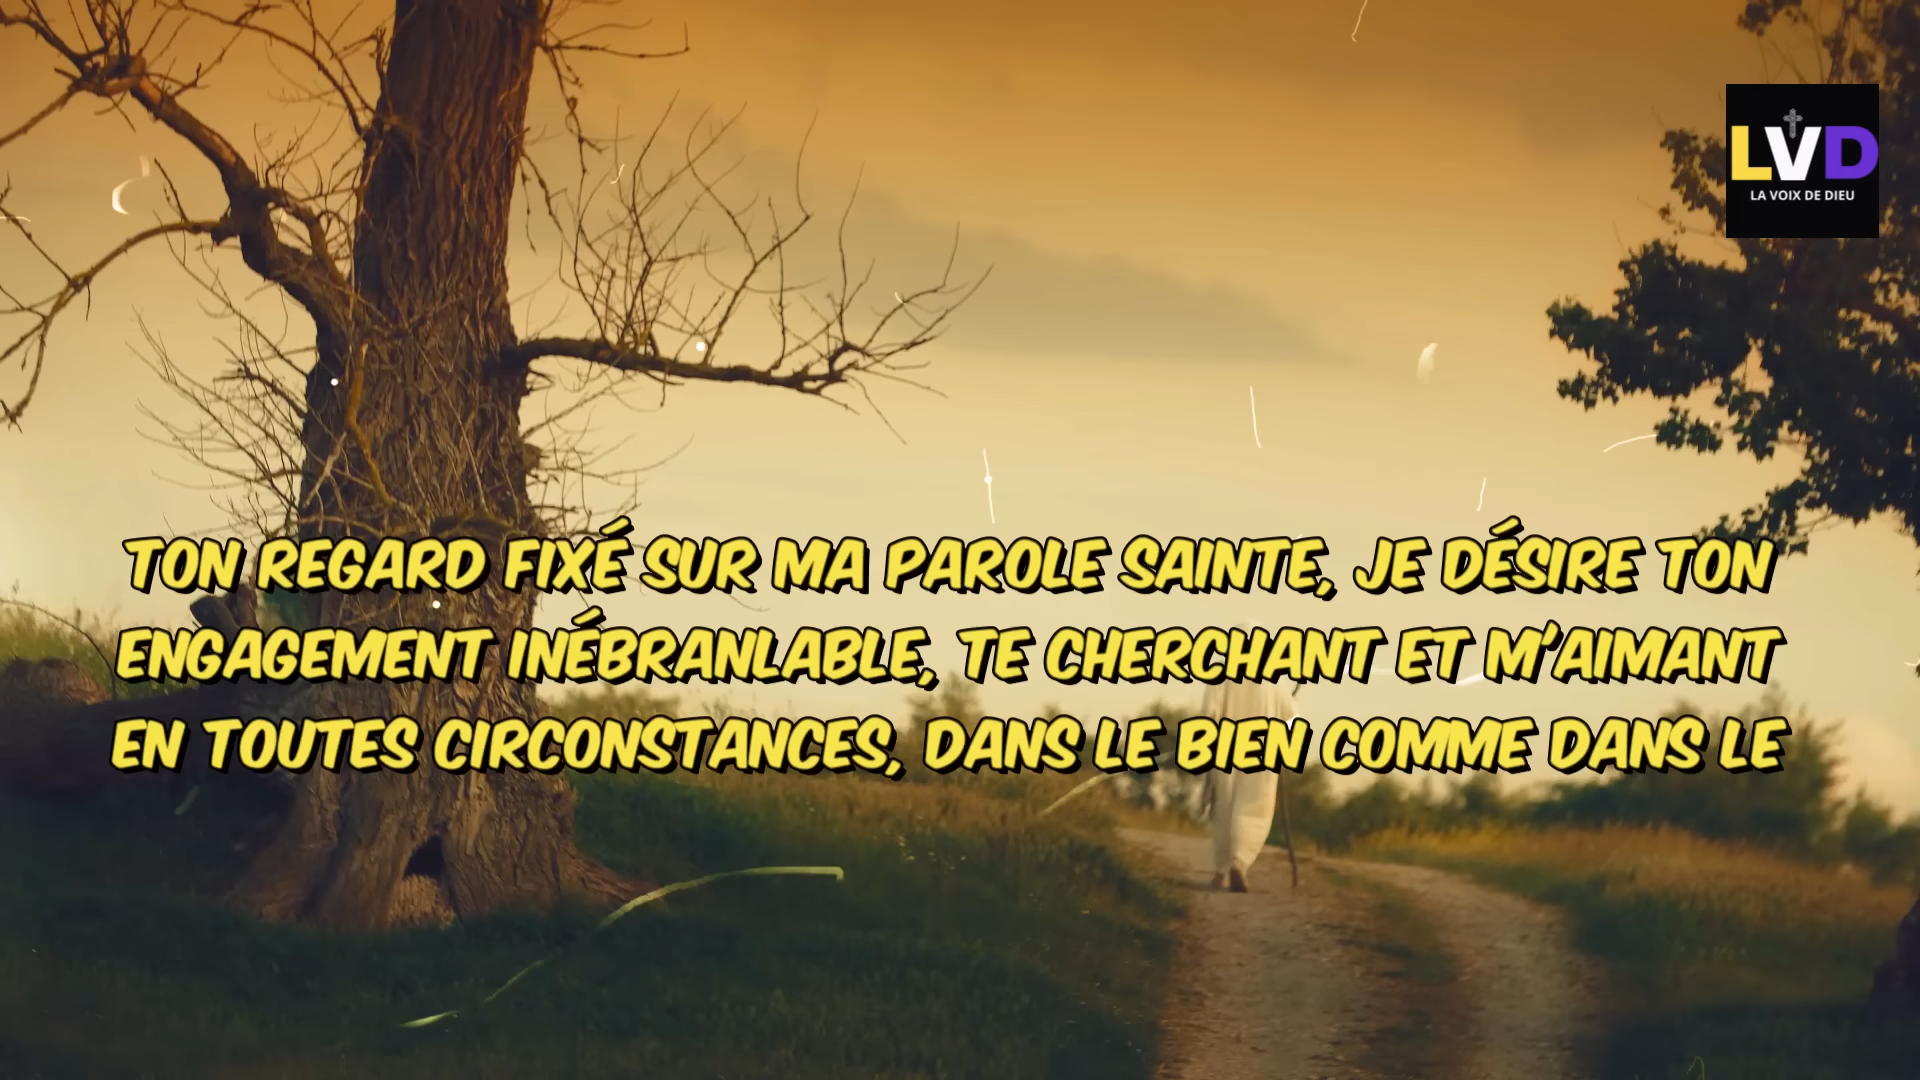 LVD
LA VOIX DE DIEU
TON REGARD FIXÉ SUR MA PAROLE SAINTE, JE DÉSIRE TON
ENGAGEMENT INÉBRANLABLE, TE CHERCHANT ET M'AIMANT
EN TOUTES CIRCONSTANCES, DANS LE BIEN COMME DANS LE